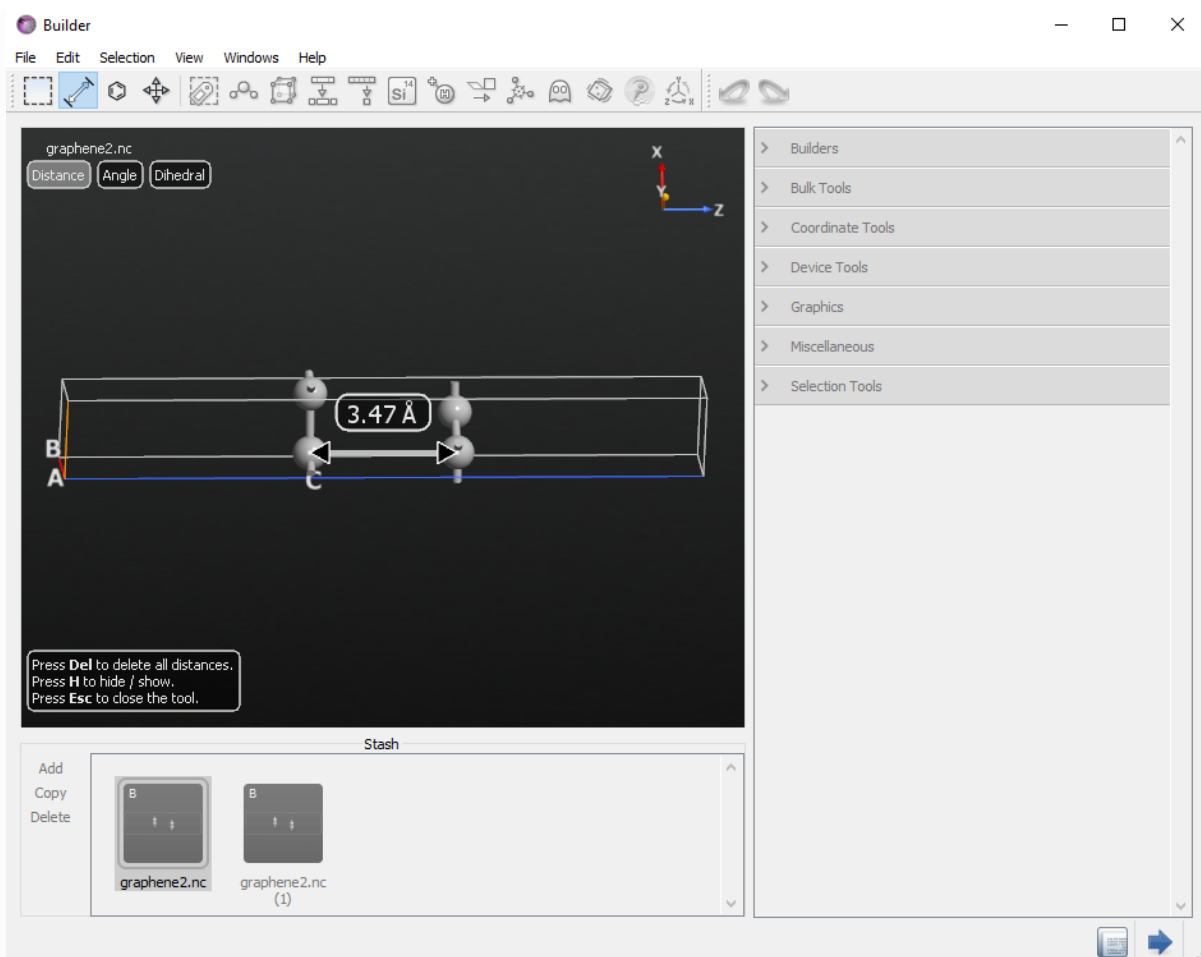 Builder
File Edit Selection View Windows Help
Si 14
H
z x
graphene2.nc
Distance Angle Dihedral
X
Y
Z
3.47 Å
B
A
C
Press Del to delete all distances.
Press H to hide / show.
Press Esc to close the tool.
Builders
Bulk Tools
Coordinate Tools
Device Tools
Graphics
Miscellaneous
Selection Tools
Stash
Add
Copy
Delete
B
graphene2.nc
B
graphene2.nc
(1)